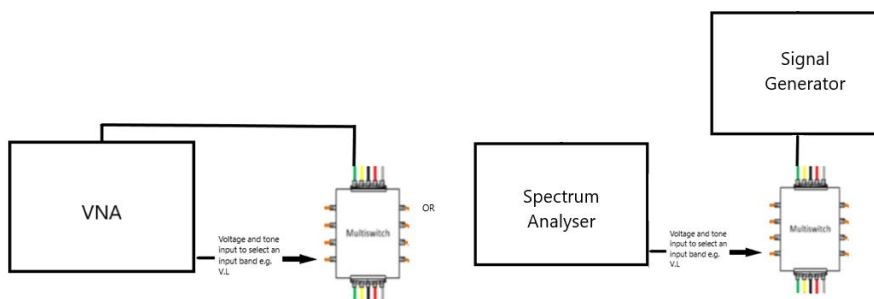 VNA
Voltage and tone
input to select an
input band e.g.
V.L
Multiswitch
OR
Spectrum
Analyser
Voltage and tone
input to select an
input band e.g.
V.L
Signal
Generator
Multiswitch